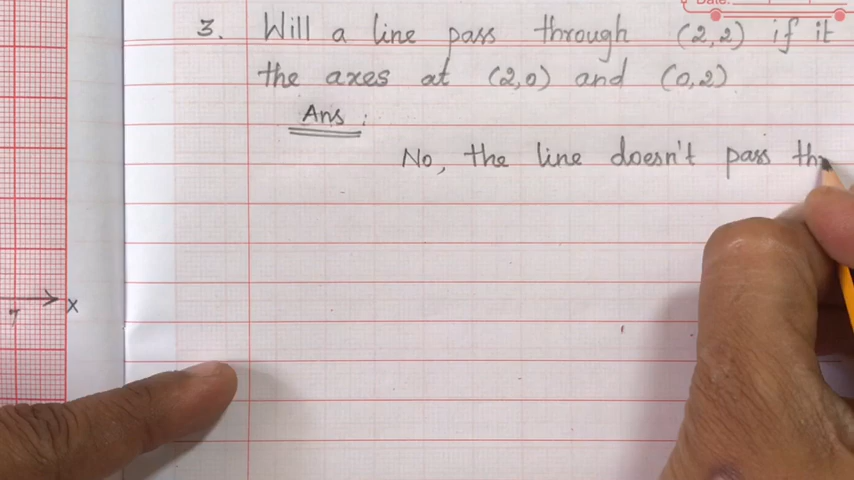 Date:
3. Will a line pass through (2,2) if it
the axes at (2,0) and (0,2)
Ans :
No, the line doesn't pass th
X